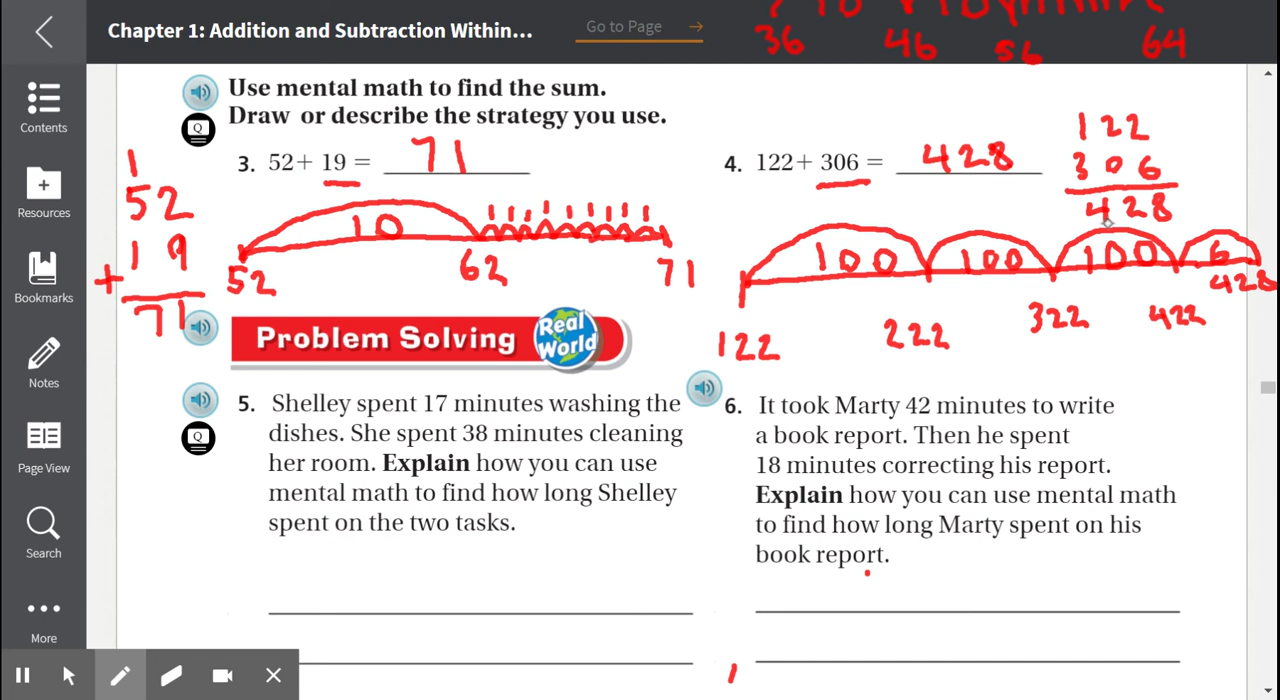 Chapter 1: Addition and Subtraction Within...
Go to Page →
36 46 56 64
Contents
Resources
Bookmarks
Notes
Page View
Search
More
Use mental math to find the sum.
Draw or describe the strategy you use.
Q
3. 52 + 19 = 71
1
52
+ 19
71
10
52 62 71
4. 122 + 306 = 428
122
306
428
100 100 100 6
122 222 322 422 428
Problem Solving Real World
5. Shelley spent 17 minutes washing the
dishes. She spent 38 minutes cleaning
her room. Explain how you can use
mental math to find how long Shelley
spent on the two tasks.
Q
6. It took Marty 42 minutes to write
a book report. Then he spent
18 minutes correcting his report.
Explain how you can use mental math
to find how long Marty spent on his
book report.